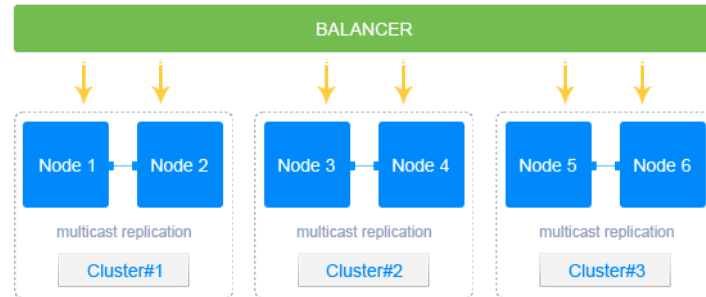 BALANCER
Node 1
Node 2
Node 3
Node 4
Node 5
Node 6
multicast replication
multicast replication
multicast replication
Cluster#1
Cluster#2
Cluster#3